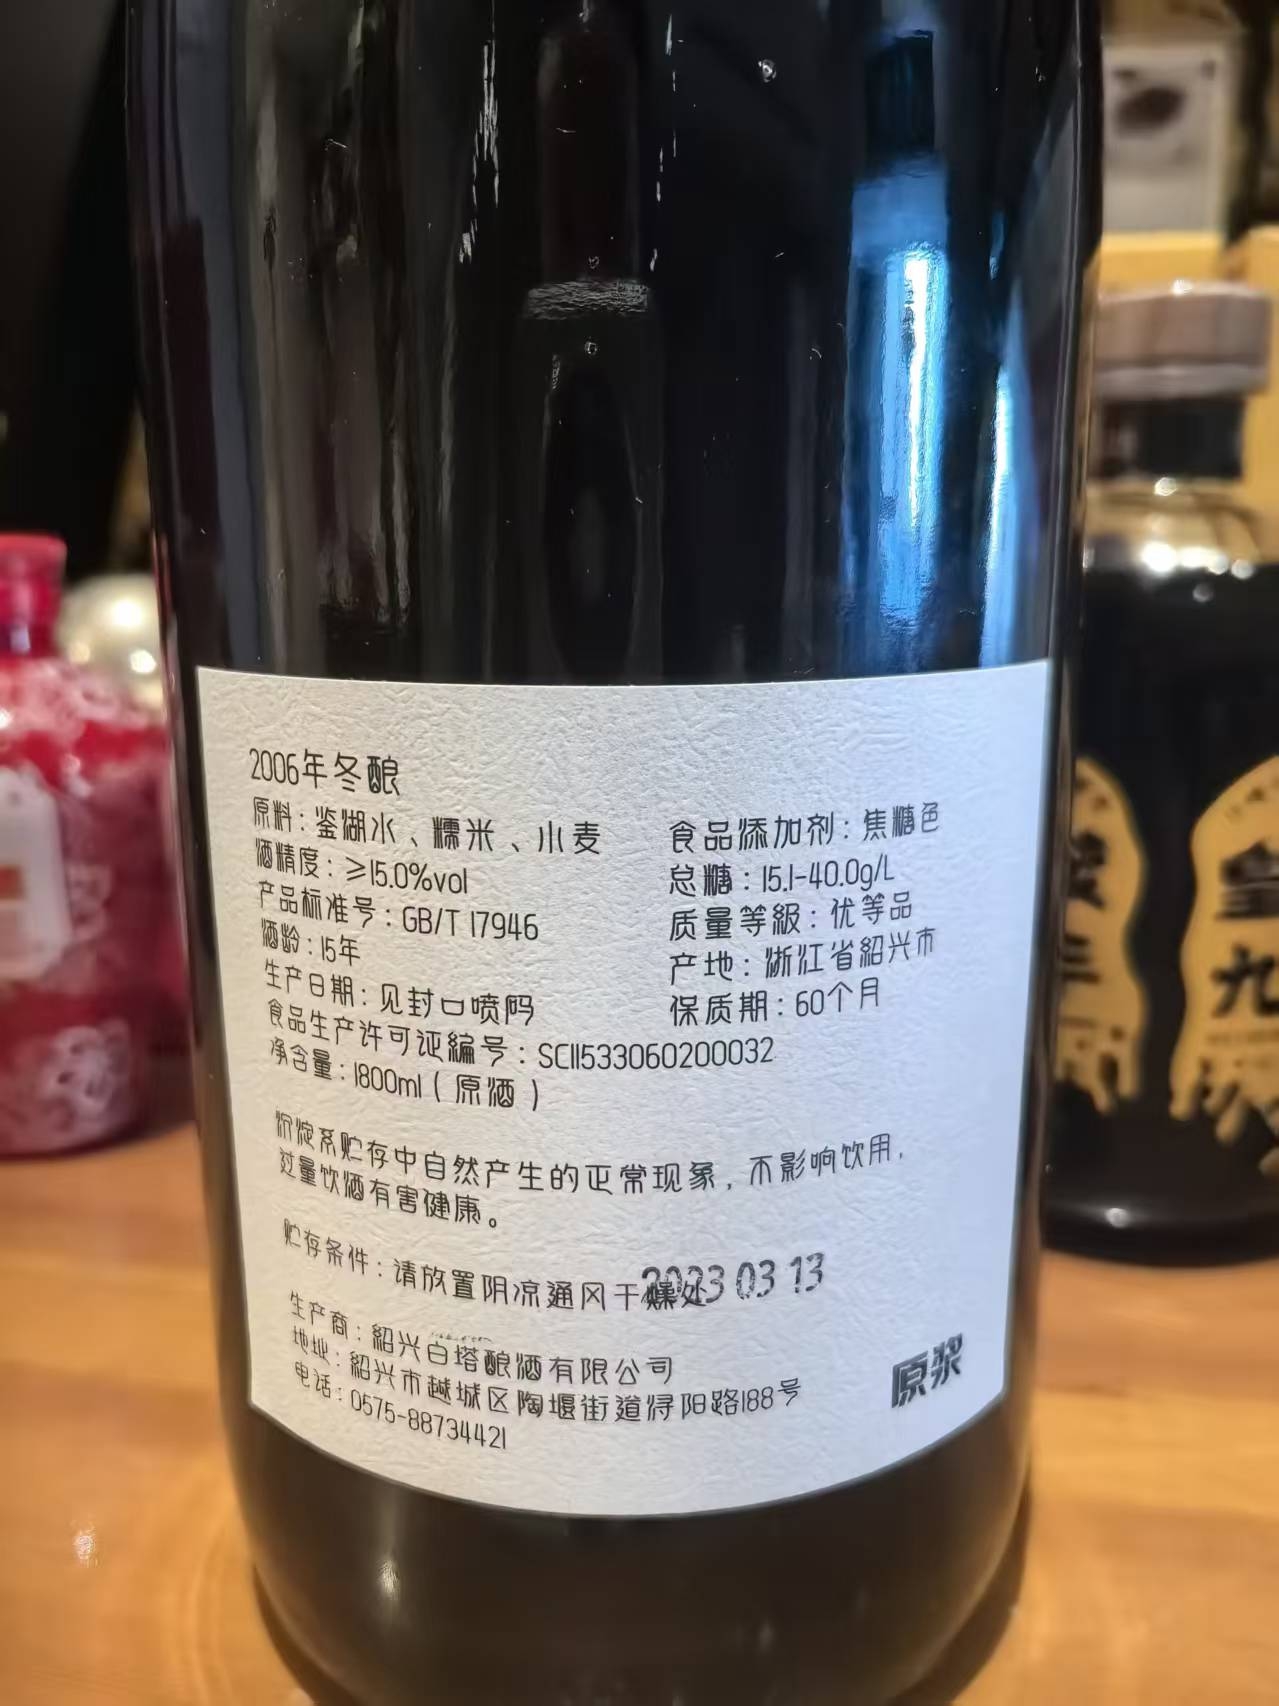 2006年冬酿
原料：鉴湖水、糯米、小麦
酒精度：≥15.0%vol
产品标准号：GB/T 17946
酒龄：15年
生产日期：见封口喷码
食品添加剂：焦糖色
总糖：15.1-40.0g/L
质量等级：优等品
产地：浙江省紹兴市
保质期：60个月
食品生产许可证编号：SC11533060200032
净含量：1800ml（原酒）
沉淀系贮存中自然产生的正常现象，不影响饮用，
过量饮酒有害健康。
贮存条件：请放置阴凉通风干燥处
2023 03 13
生产商：紹兴白塔酿酒有限公司
地址：紹兴市越城区陶堰街道浔阳路188号
电话：0575-88734421
原浆
九